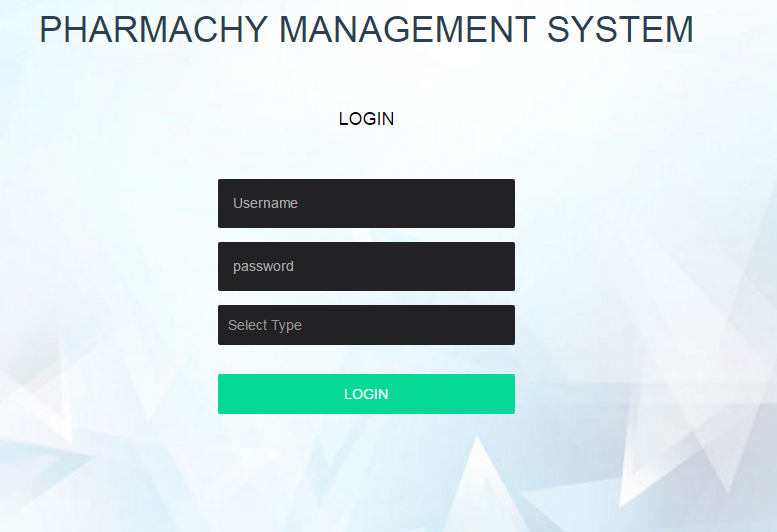 PHARMACHY MANAGEMENT SYSTEM
LOGIN
Username
password
Select Type
LOGIN